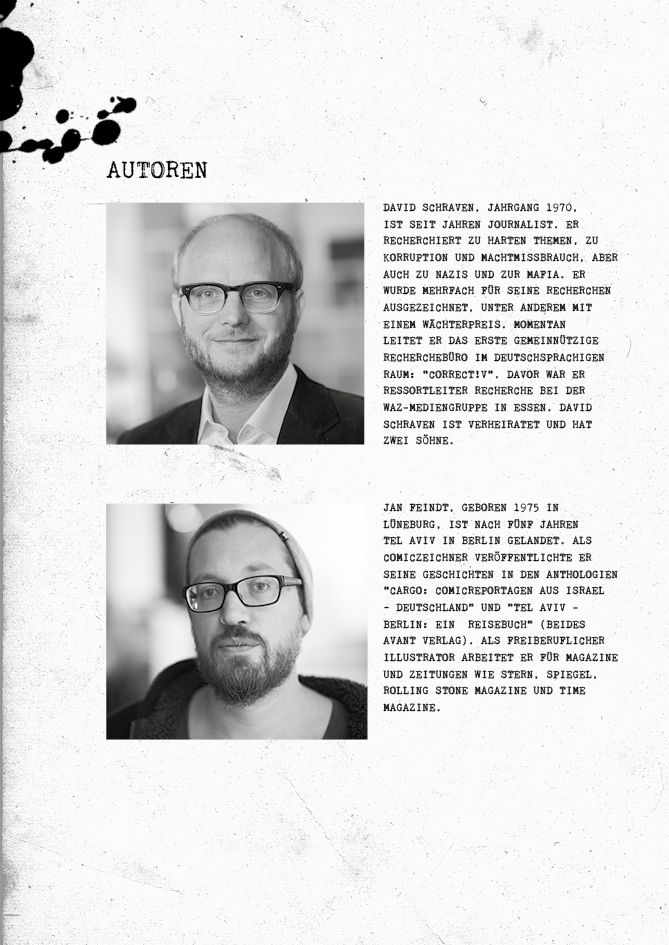 AUTOREN
DAVID SCHRAVEN, JAHRGANG 1970,
IST SEIT JAHREN JOURNALIST. ER
RECHERCHIERT ZU HARTEN THEMEN, ZU
KORRUPTION UND MACHTMISSBRAUCH, ABER
AUCH ZU NAZIS UND ZUR MAFIA. ER
WURDE MEHRFACH FÜR SEINE RECHERCHEN
AUSGEZEICHNET, UNTER ANDEREM MIT
EINEM WÄCHTERPREIS. MOMENTAN
LEITET ER DAS ERSTE GEMEINNÜTZIGE
RECHERCHEBÜRO IM DEUTSCHSPRACHIGEN
RAUM: "CORRECT!V". DAVOR WAR ER
RESSORTLEITER RECHERCHE BEI DER
WAZ-MEDIENGRUPPE IN ESSEN. DAVID
SCHRAVEN IST VERHEIRATET UND HAT
ZWEI SÖHNE.
JAN FEINDT, GEBOREN 1975 IN
LÜNEBURG, IST NACH FÜNF JAHREN
TEL AVIV IN BERLIN GELANDET. ALS
COMICZEICHNER VERÖFFENTLICHTE ER
SEINE GESCHICHTEN IN DEN ANTHOLOGIEN
"CARGO: COMICREPORTAGEN AUS ISRAEL
- DEUTSCHLAND" UND "TEL AVIV -
BERLIN: EIN REISEBUCH" (BEIDES
AVANT VERLAG). ALS FREIBERUFLICHER
ILLUSTRATOR ARBEITET ER FÜR MAGAZINE
UND ZEITUNGEN WIE STERN, SPIEGEL,
ROLLING STONE MAGAZINE UND TIME
MAGAZINE.